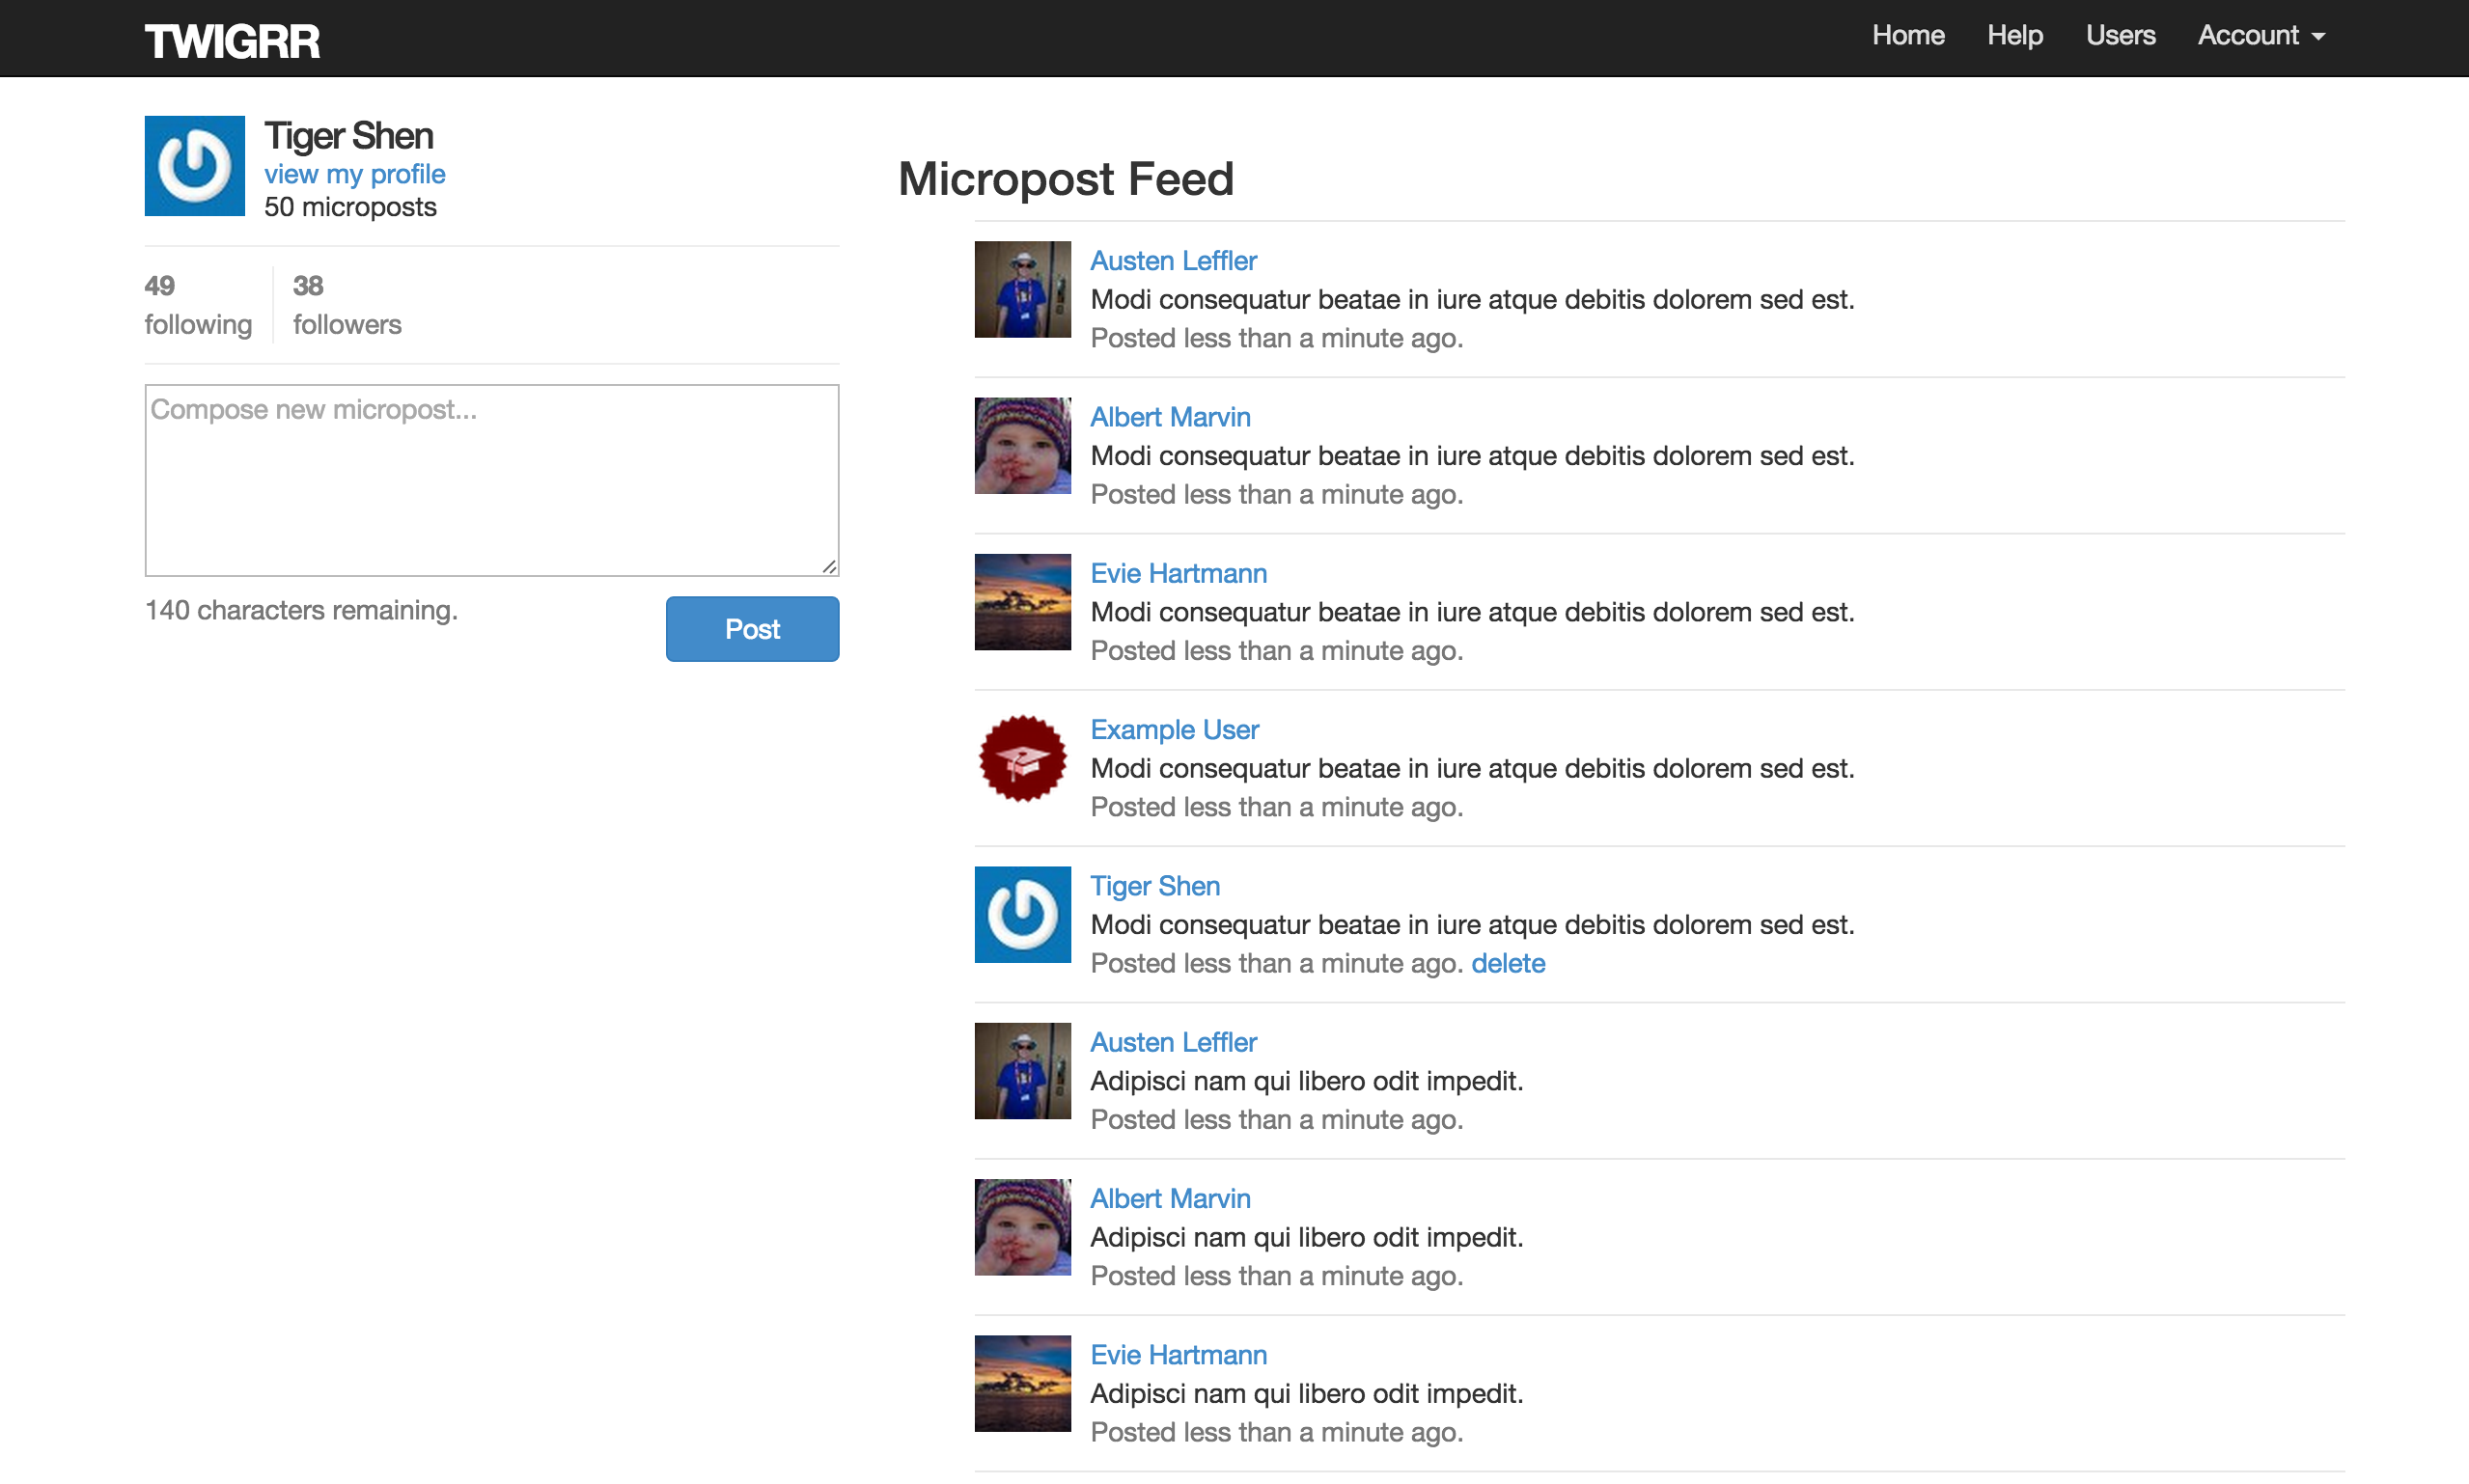 TWIGRR
Home Help Users Account
Tiger Shen
view my profile
50 microposts
49 following
38 followers
Compose new micropost...
140 characters remaining.
Post
Micropost Feed
Austen Leffler
Modi consequatur beatae in iure atque debitis dolorem sed est.
Posted less than a minute ago.
Albert Marvin
Modi consequatur beatae in iure atque debitis dolorem sed est.
Posted less than a minute ago.
Evie Hartmann
Modi consequatur beatae in iure atque debitis dolorem sed est.
Posted less than a minute ago.
Example User
Modi consequatur beatae in iure atque debitis dolorem sed est.
Posted less than a minute ago.
Tiger Shen
Modi consequatur beatae in iure atque debitis dolorem sed est.
Posted less than a minute ago. delete
Austen Leffler
Adipisci nam qui libero odit impedit.
Posted less than a minute ago.
Albert Marvin
Adipisci nam qui libero odit impedit.
Posted less than a minute ago.
Evie Hartmann
Adipisci nam qui libero odit impedit.
Posted less than a minute ago.